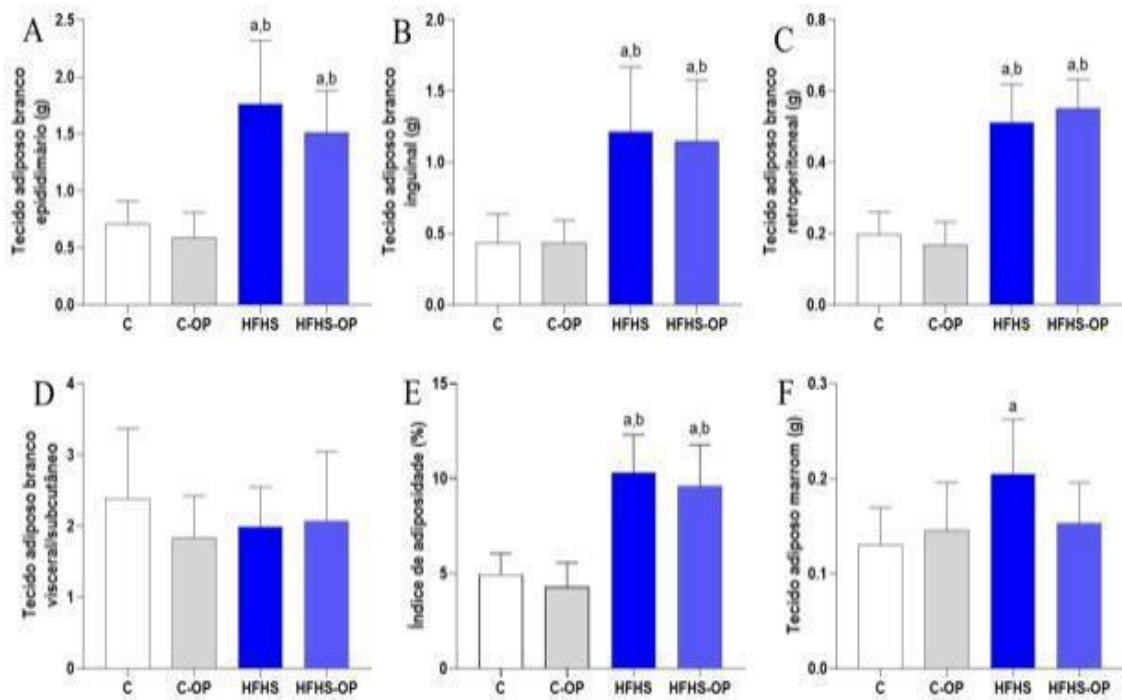 A
Tecido adiposo branco
epididimário (g)
2.5
2.0
1.5
1.0
0.5
0.0
a,b
a,b
C
C-OP
HFHS
HFHS-OP
B
Tecido adiposo branco
inguinal (g)
2.0
1.5
1.0
0.5
0.0
a,b
a,b
C
C-OP
HFHS
HFHS-OP
C
Tecido adiposo branco
retroperitoneal (g)
0.8
0.6
0.4
0.2
0.0
a,b
a,b
C
C-OP
HFHS
HFHS-OP
D
Tecido adiposo branco
visceral/subcutâneo
4
3
2
1
0
C
C-OP
HFHS
HFHS-OP
E
Índice de adiposidade (%)
15
10
5
0
a,b
a,b
C
C-OP
HFHS
HFHS-OP
F
Tecido adiposo marrom (g)
0.3
0.2
0.1
0.0
a
C
C-OP
HFHS
HFHS-OP